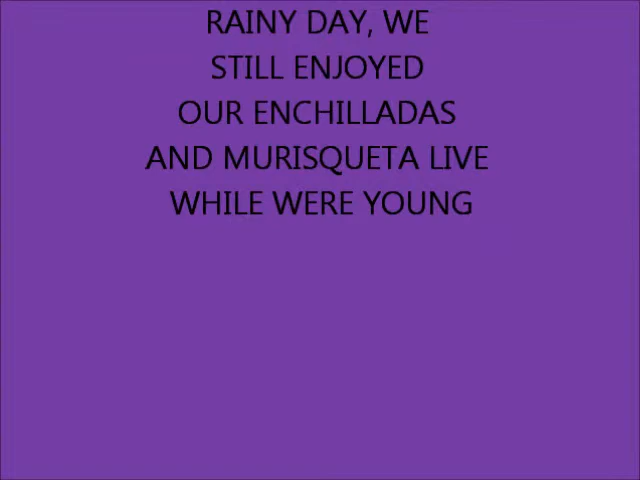 RAINY DAY, WE
STILL ENJOYED
OUR ENCHILLADAS
AND MURISQUETA LIVE
WHILE WERE YOUNG